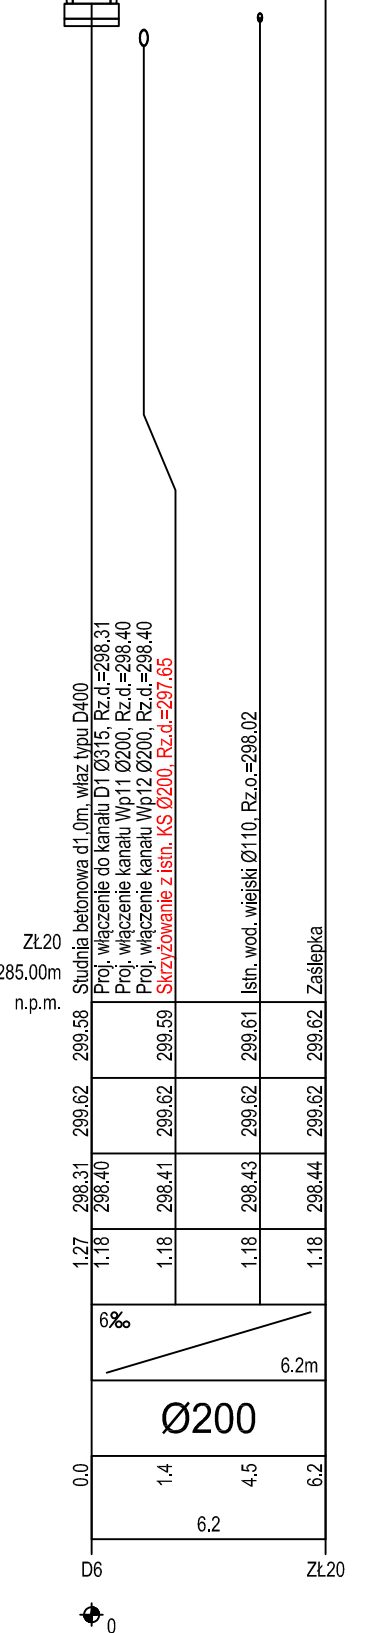 Studnia betonowa d1,0m, właz typu D400
Proj. włączenie do kanału D1 Ø315, Rz.d.=298.31
Proj. włączenie kanału Wp11 Ø200, Rz.d.=298.40
Proj. włączenie kanału Wp12 Ø200, Rz.d.=298.40
Skrzyżowanie z istn. KS Ø200, Rz.d.=297.65
Istn. wod. wiejski Ø110, Rz.o.=298.02
Zaślepka
ZŁ20
285.00m
n.p.m.
299.58 299.59 299.61 299.62
299.62 299.62 299.62 299.62
298.31 298.40 298.41 298.43 298.44
1.27 1.18 1.18 1.18 1.18
6‰
6.2m
Ø200
0.0 1.4 4.5 6.2
6.2
D6 ZŁ20
0